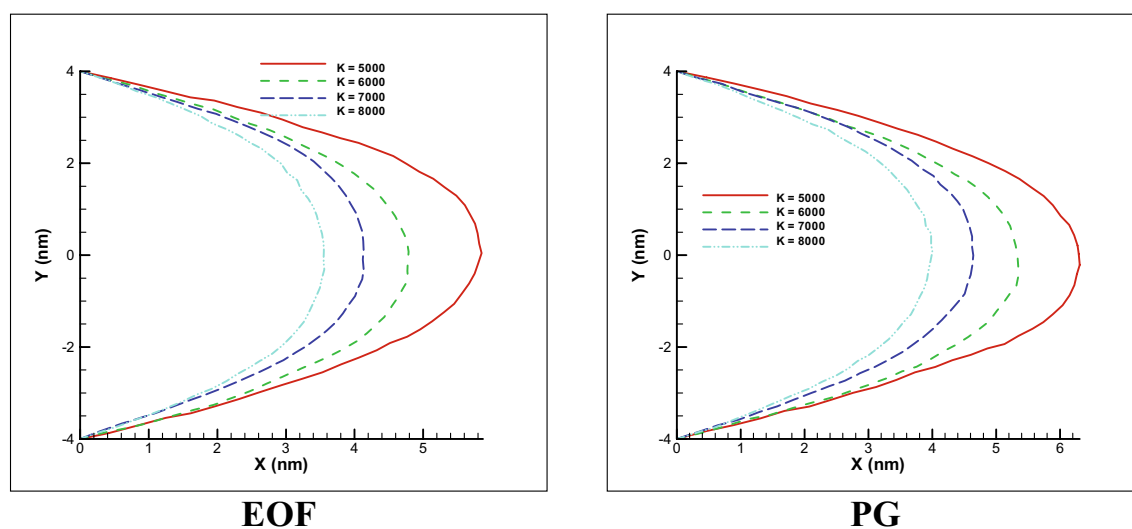 K = 5000
K = 6000
K = 7000
K = 8000
4
2
0
-2
-4
Y (nm)
0 1 2 3 4 5
X (nm)
EOF
K = 5000
K = 6000
K = 7000
K = 8000
4
2
0
-2
-4
Y (nm)
0 1 2 3 4 5 6
X (nm)
PG